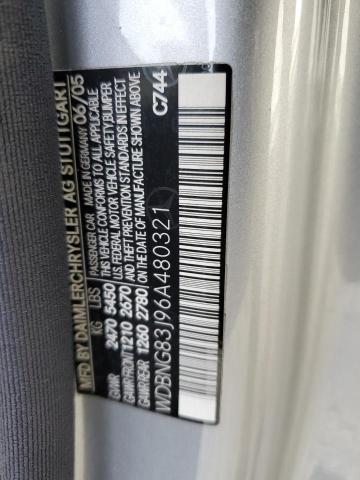 MFD BY DAIMLERCHRYSLER AG STUTTGART 06/05
PASSENGER CAR MADE IN GERMANY
THIS VEHICLE CONFORMS TO ALL APPLICABLE
U.S. FEDERAL MOTOR VEHICLE SAFETY BUMPER
AND THEFT PREVENTION STANDARDS IN EFFECT
ON THE DATE OF MANUFACTURE SHOWN ABOVE
KG LBS
GVWR 2470 5450
GAWR FRONT 1210 2670
GAWR REAR 1260 2780
C744
WDBNG83J96A480321